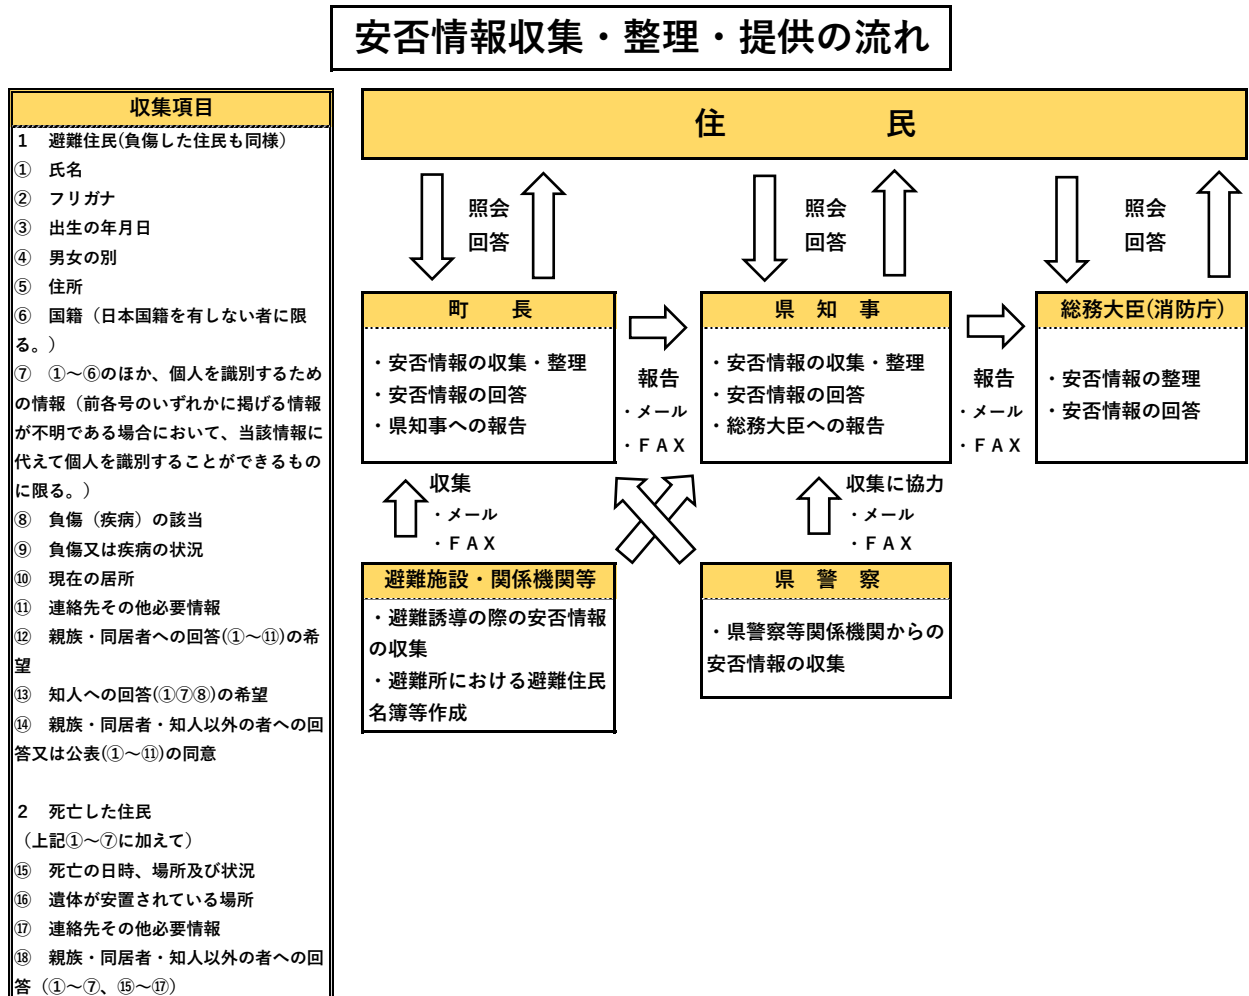 安否情報収集・整理・提供の流れ
収集項目
1 避難住民(負傷した住民も同様）
① 氏名
② フリガナ
③ 出生の年月日
④ 男女の別
⑤ 住所
⑥ 国籍（日本国籍を有しない者に限
る。）
⑦ ①～⑥のほか、個人を識別するため
の情報（前各号のいずれかに掲げる情報
が不明である場合において、当該情報に
代えて個人を識別することができるもの
に限る。）
⑧ 負傷（疾病）の該当
⑨ 負傷又は疾病の状況
⑩ 現在の居所
⑪ 連絡先その他必要情報
⑫ 親族・同居者への回答(①～⑪)の希
望
⑬ 知人への回答(①⑦⑧)の希望
⑭ 親族・同居者・知人以外の者への回
答又は公表(①～⑪)の同意
2 死亡した住民
（上記①～⑦に加えて）
⑮ 死亡の日時、場所及び状況
⑯ 遺体が安置されている場所
⑰ 連絡先その他必要情報
⑱ 親族・同居者・知人以外の者への回
答（①～⑦、⑮～⑰）
住 民
照会
回答
照会
回答
照会
回答
町 長
・安否情報の収集・整理
・安否情報の回答
・県知事への報告
報告
・メール
・ＦＡＸ
県 知 事
・安否情報の収集・整理
・安否情報の回答
・総務大臣への報告
報告
・メール
・ＦＡＸ
総務大臣(消防庁)
・安否情報の整理
・安否情報の回答
収集
・メール
・ＦＡＸ
収集に協力
・メール
・ＦＡＸ
避難施設・関係機関等
・避難誘導の際の安否情報
の収集
・避難所における避難住民
名簿等作成
県 警 察
・県警察等関係機関からの
安否情報の収集